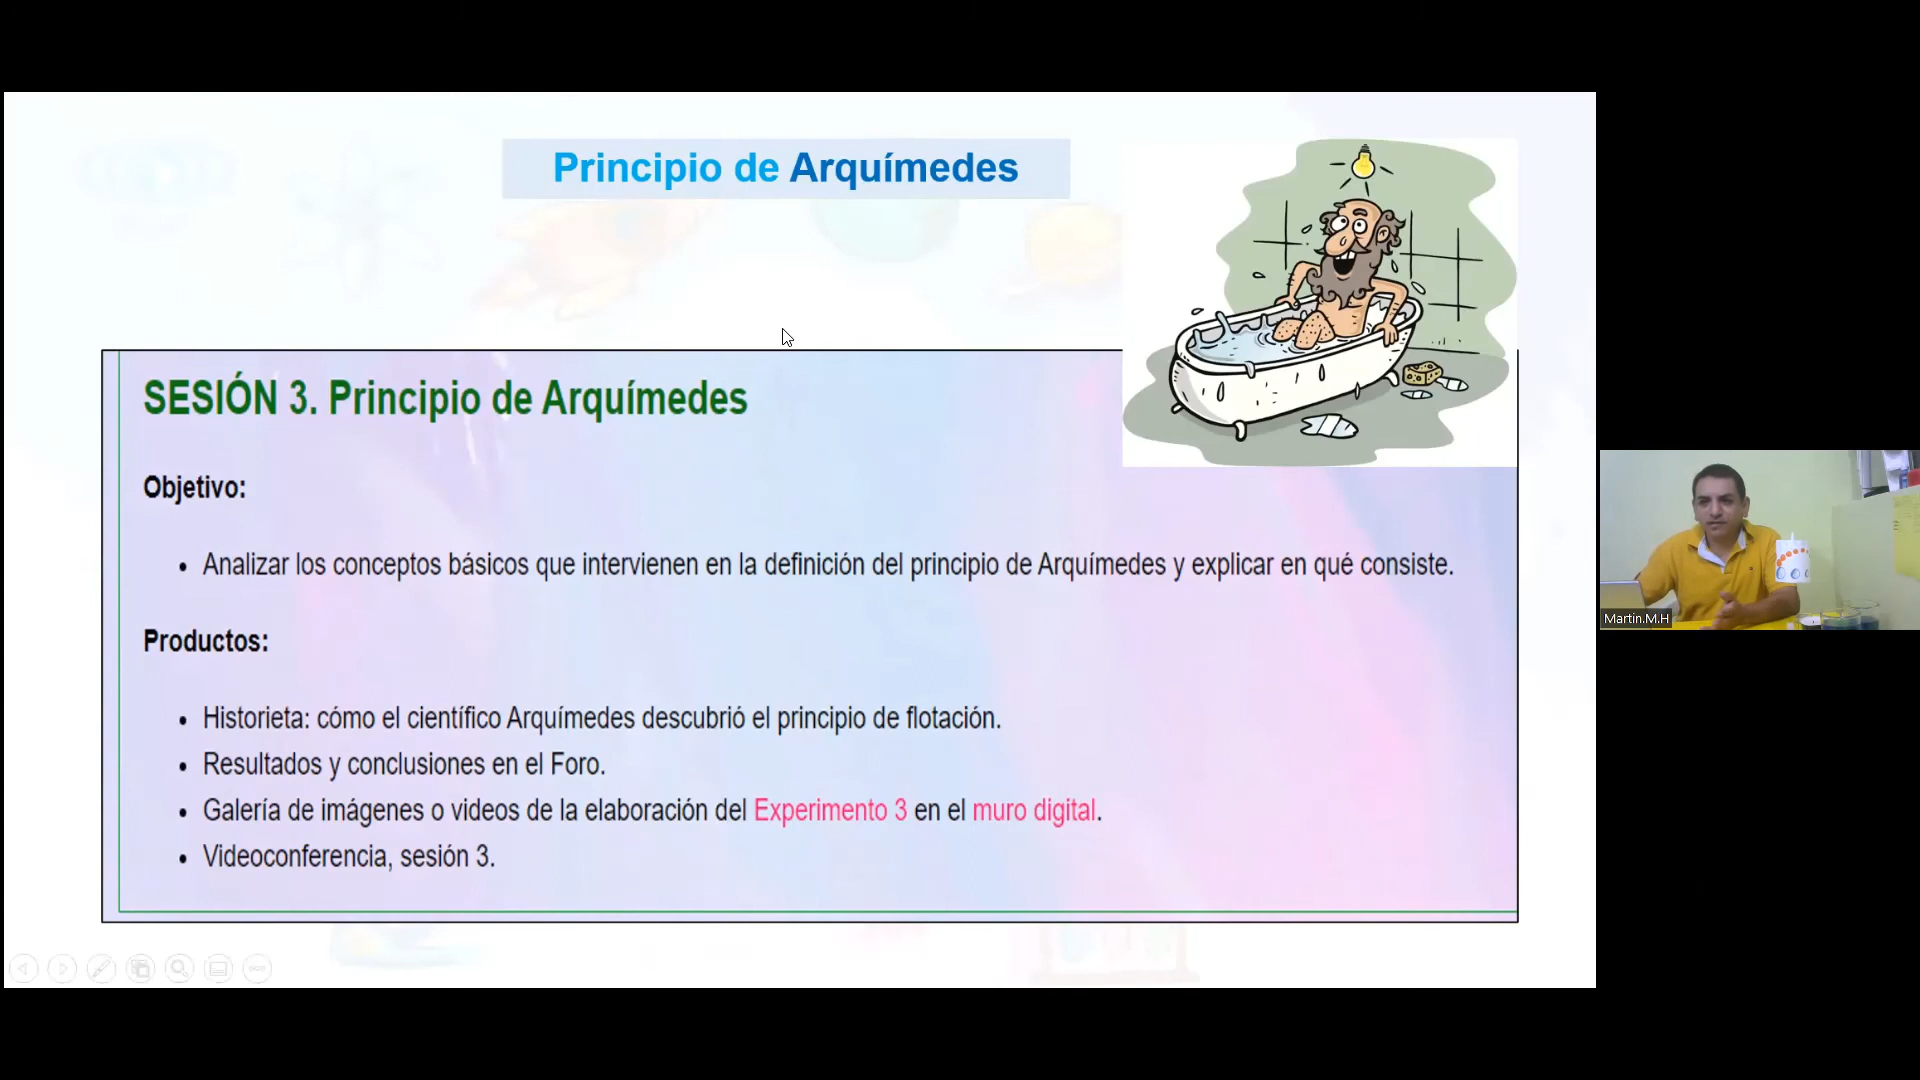 Principio de Arquímedes
SESIÓN 3. Principio de Arquímedes
Objetivo:
Analizar los conceptos básicos que intervienen en la definición del principio de Arquímedes y explicar en qué consiste.
Productos:
Historieta: cómo el científico Arquímedes descubrió el principio de flotación.
Resultados y conclusiones en el Foro.
Galería de imágenes o videos de la elaboración del Experimento 3 en el muro digital.
Videoconferencia, sesión 3.
Martin.M.H